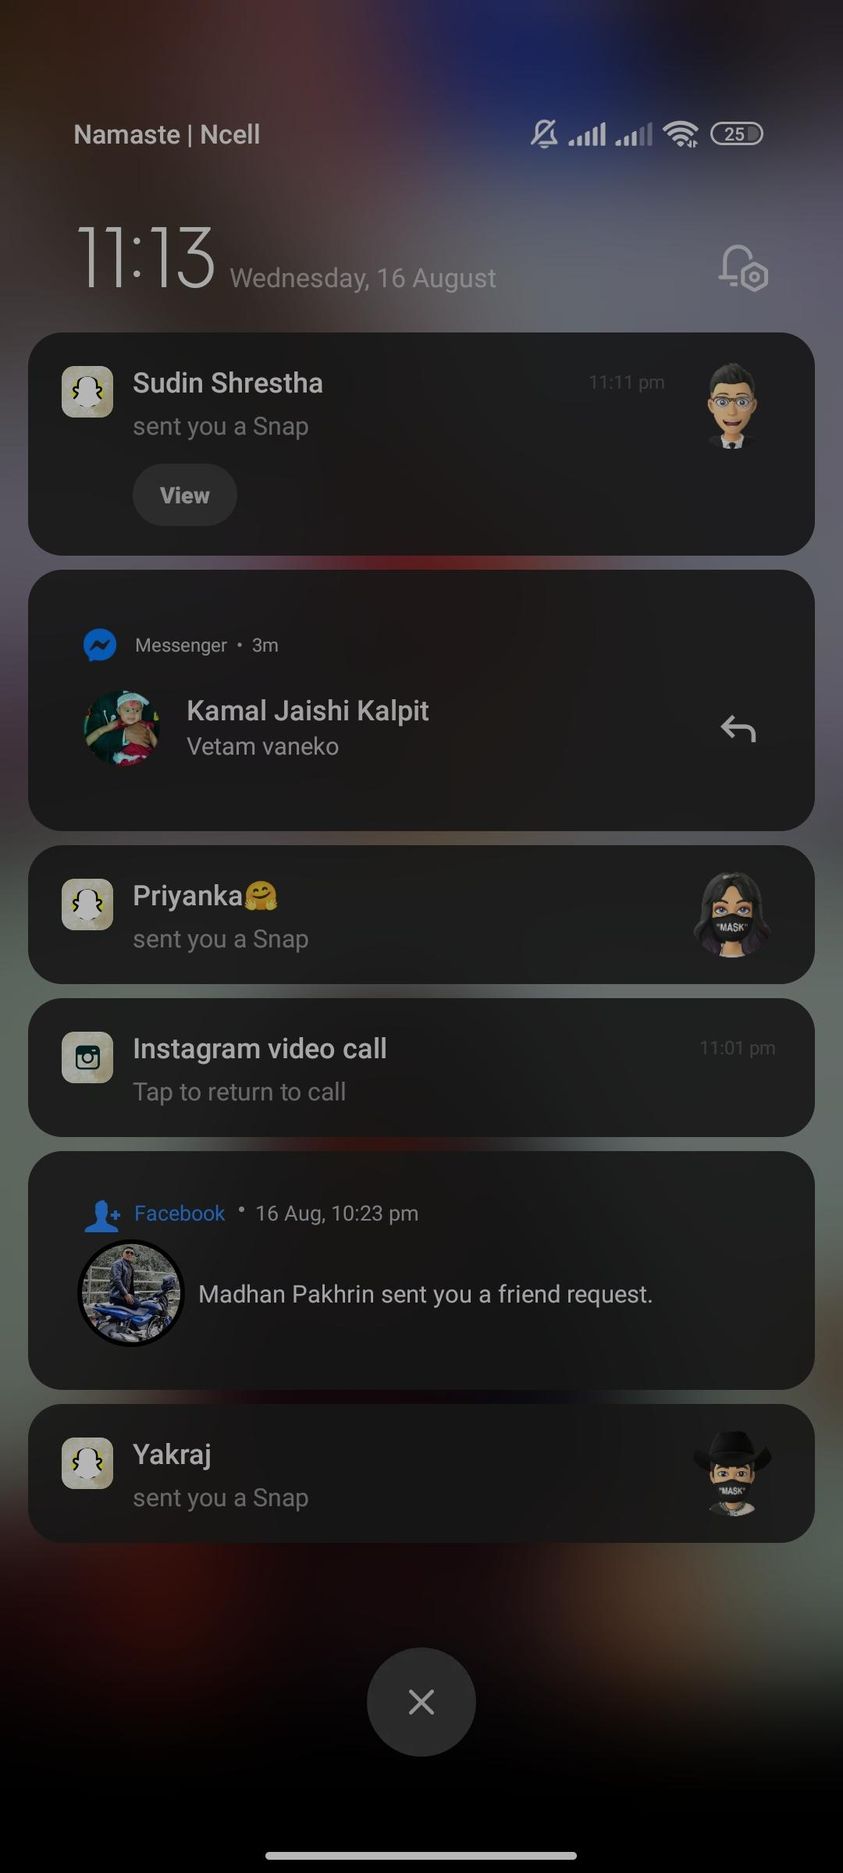 Namaste | Ncell
25
11:13 Wednesday, 16 August
Sudin Shrestha 11:11 pm
sent you a Snap
View
Messenger • 3m
Kamal Jaishi Kalpit
Vetam vaneko
Priyanka🤗
sent you a Snap
"MASK"
Instagram video call 11:01 pm
Tap to return to call
Facebook • 16 Aug, 10:23 pm
Madhan Pakhrin sent you a friend request.
Yakraj
sent you a Snap
"MASK"